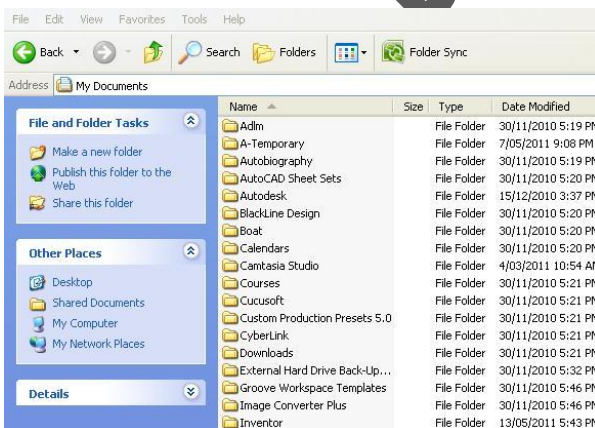 File Edit View Favorites Tools Help
Back Search Folders Folder Sync
Address My Documents
File and Folder Tasks
Make a new folder
Publish this folder to the
Web
Share this folder
Other Places
Desktop
Shared Documents
My Computer
My Network Places
Details
Name Size Type Date Modified
Adlm File Folder 30/11/2010 5:19 PM
A-Temporary File Folder 7/05/2011 9:08 PM
Autobiography File Folder 30/11/2010 5:19 PM
AutoCAD Sheet Sets File Folder 30/11/2010 5:20 PM
Autodesk File Folder 15/12/2010 3:37 PM
BlackLine Design File Folder 30/11/2010 5:20 PM
Boat File Folder 30/11/2010 5:20 PM
Calendars File Folder 30/11/2010 5:20 PM
Camtasia Studio File Folder 4/03/2011 10:54 AM
Courses File Folder 30/11/2010 5:21 PM
Cucusoft File Folder 30/11/2010 5:21 PM
Custom Production Presets 5.0 File Folder 30/11/2010 5:21 PM
CyberLink File Folder 30/11/2010 5:21 PM
Downloads File Folder 30/11/2010 5:21 PM
External Hard Drive Back-Up... File Folder 30/11/2010 5:32 PM
Groove Workspace Templates File Folder 30/11/2010 5:46 PM
Image Converter Plus File Folder 30/11/2010 5:46 PM
Inventor File Folder 13/05/2011 5:43 PM